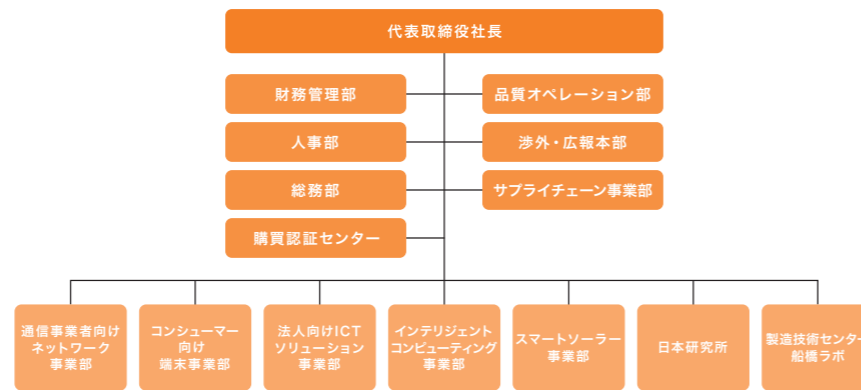 代表取締役社長
財務管理部
品質オペレーション部
人事部
渉外・広報本部
総務部
サプライチェーン事業部
購買認証センター
通信事業者向け
ネットワーク
事業部
コンシューマー
向け
端末事業部
法人向けICT
ソリューション
事業部
インテリジェント
コンピューティング
事業部
スマートソーラー
事業部
日本研究所
製造技術センター
船橋ラボ